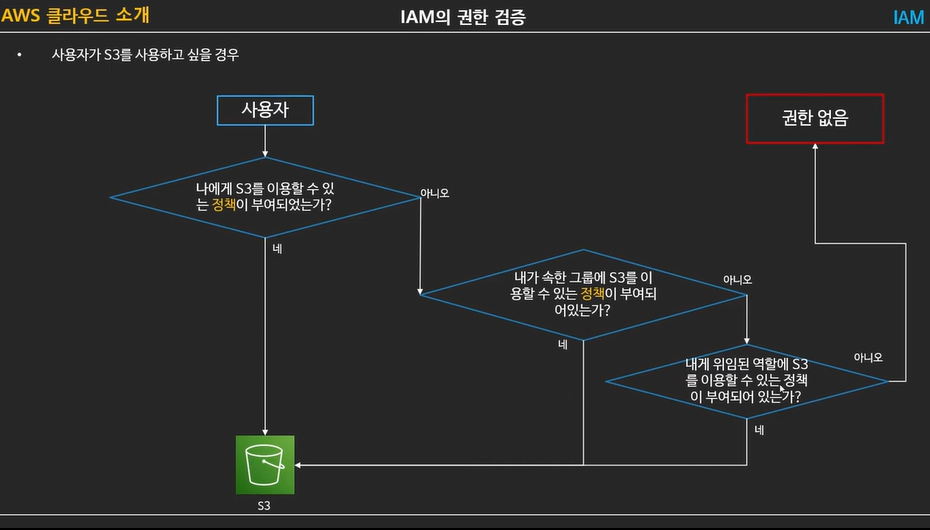 AWS 클라우드 소개
IAM의 권한 검증
IAM
• 사용자가 S3를 사용하고 싶을 경우
사용자
권한 없음
나에게 S3를 이용할 수 있
는 정책이 부여되었는가?
아니오
네
내가 속한 그룹에 S3를 이
용할 수 있는 정책이 부여되
어있는가?
아니오
네
내게 위임된 역할에 S3
를 이용할 수 있는 정책
이 부여되어 있는가?
아니오
네
S3